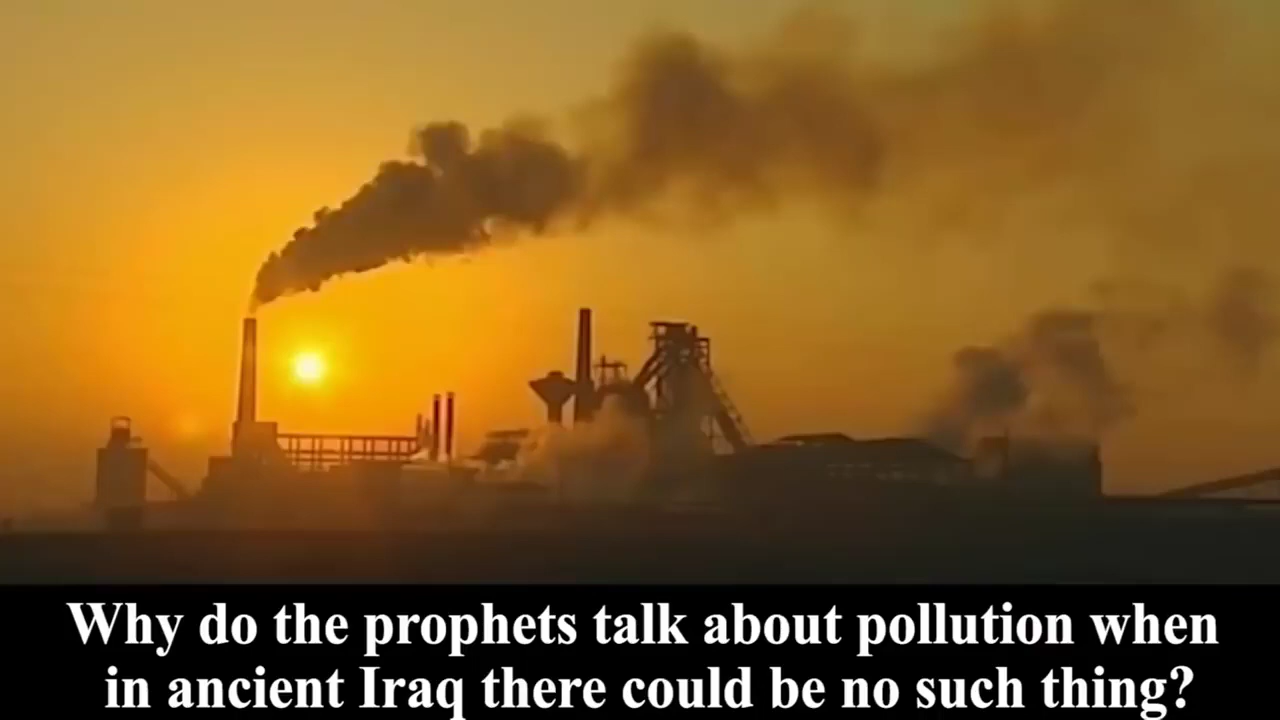 Why do the prophets talk about pollution when
in ancient Iraq there could be no such thing?